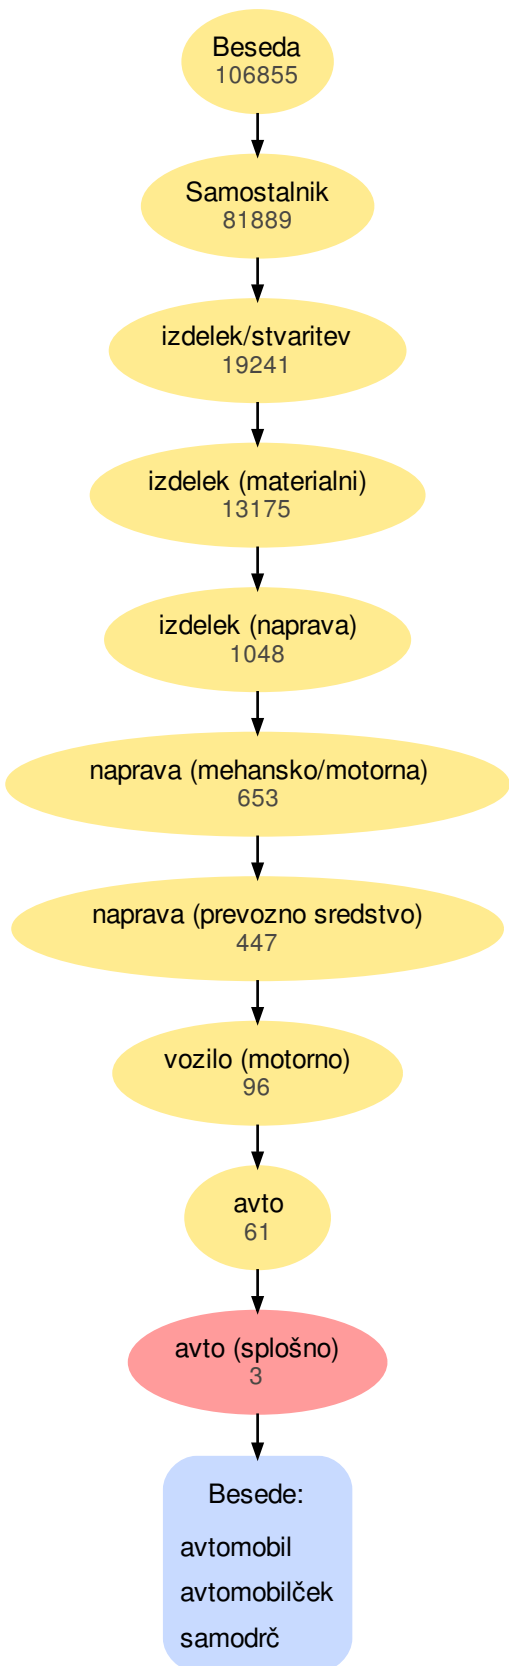 Beseda
106855
Samostalnik
81889
izdelek/stvaritev
19241
izdelek (materialni)
13175
izdelek (naprava)
1048
naprava (mehansko/motorna)
653
naprava (prevozno sredstvo)
447
vozilo (motorno)
96
avto
61
avto (splošno)
3
Besede:
avtomobil
avtomobilček
samodrč